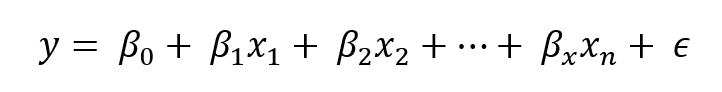 y = β₀ + β₁x₁ + β₂x₂ + ⋯ + βₓxₙ + ϵ